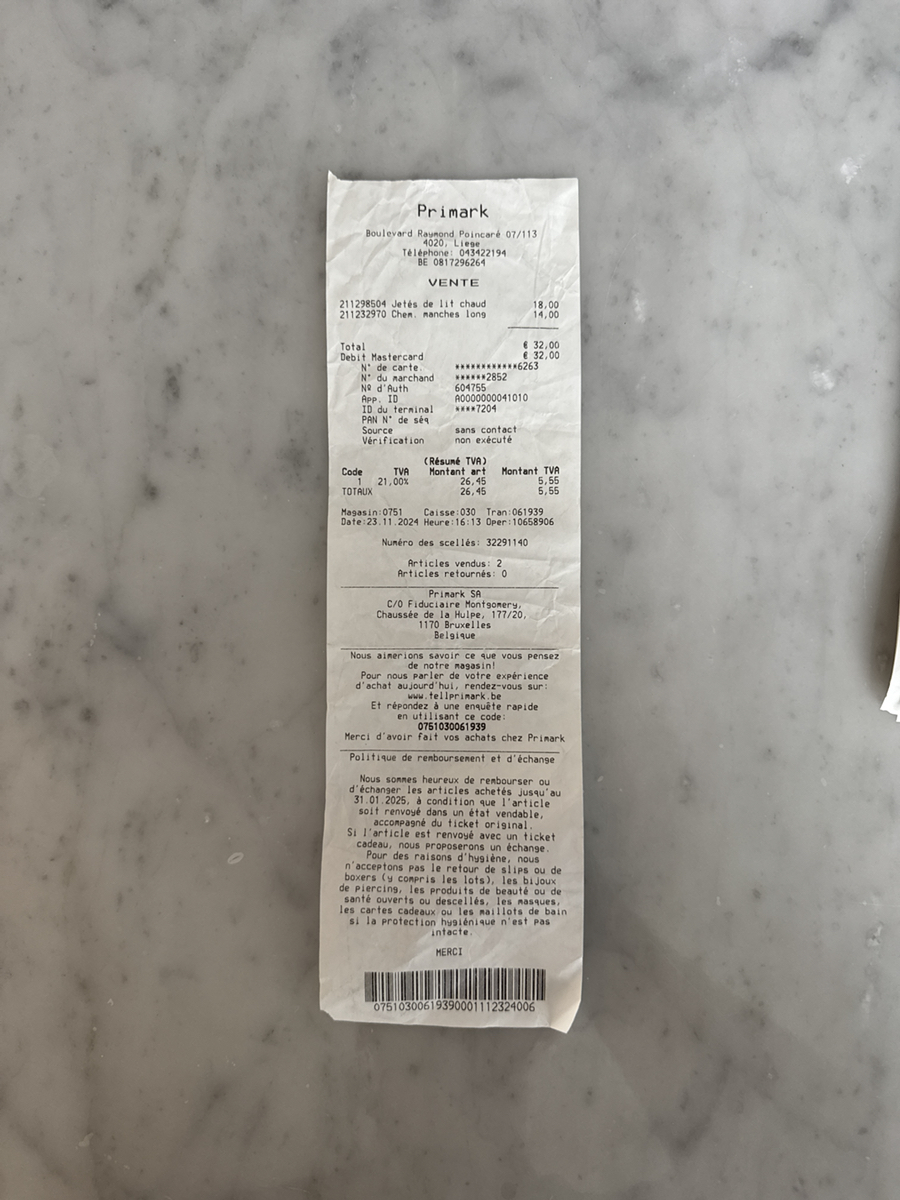 Primark
Boulevard Raymond Poincaré 07/113
4020, Liege
Téléphone: 043422194
BE 0817296264
VENTE
211298504 Jetés de lit chaud 18,00
211232970 Chem. manches long 14,00
Total € 32,00
Debit Mastercard € 32,00
N° de carte. ************6263
N° du marchand ******2852
Nº d'Auth 604755
App. ID A0000000041010
ID du terminal ****7204
PAN N° de séq
Source sans contact
Vérification non exécuté
(Résumé TVA)
Code TVA Montant art Montant TVA
1 21,00% 26,45 5,55
TOTAUX 26,45 5,55
Magasin:0751 Caisse:030 Tran:061939
Date:23.11.2024 Heure:16:13 Oper:10658906
Numéro des scellés: 32291140
Articles vendus: 2
Articles retournés: 0
Primark SA
C/O Fiduciaire Montgomery,
Chaussée de la Hulpe, 177/20,
1170 Bruxelles
Belgique
Nous aimerions savoir ce que vous pensez
de notre magasin!
Pour nous parler de votre expérience
d'achat aujourd'hui, rendez-vous sur:
www.tellprimark.be
Et répondez à une enquête rapide
en utilisant ce code:
0751030061939
Merci d'avoir fait vos achats chez Primark
Politique de remboursement et d'échange
Nous sommes heureux de rembourser ou
d'échanger les articles achetés jusqu'au
31.01.2025, à condition que l'article
soit renvoyé dans un état vendable,
accompagné du ticket original.
Si l'article est renvoyé avec un ticket
cadeau, nous proposerons un échange.
Pour des raisons d'hygiène, nous
n'acceptons pas le retour de slips ou de
boxers (y compris les lots), les bijoux
de piercing, les produits de beauté ou de
santé ouverts ou descellés, les masques,
les cartes cadeaux ou les maillots de bain
si la protection hygiénique n'est pas
intacte.
MERCI
07510300619390001112324006